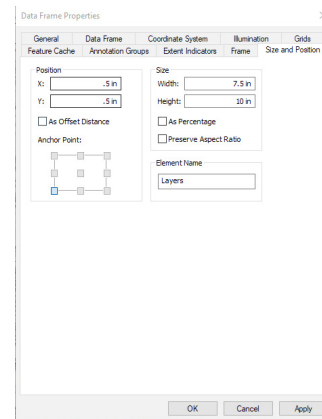 Data Frame Properties
General Data Frame Coordinate System Illumination Grids
Feature Cache Annotation Groups Extent Indicators Frame Size and Position
Position
X: .5 in
Y: .5 in
As Offset Distance
Anchor Point:
Size
Width: 7.5 in
Height: 10 in
As Percentage
Preserve Aspect Ratio
Element Name
Layers
OK Cancel Apply